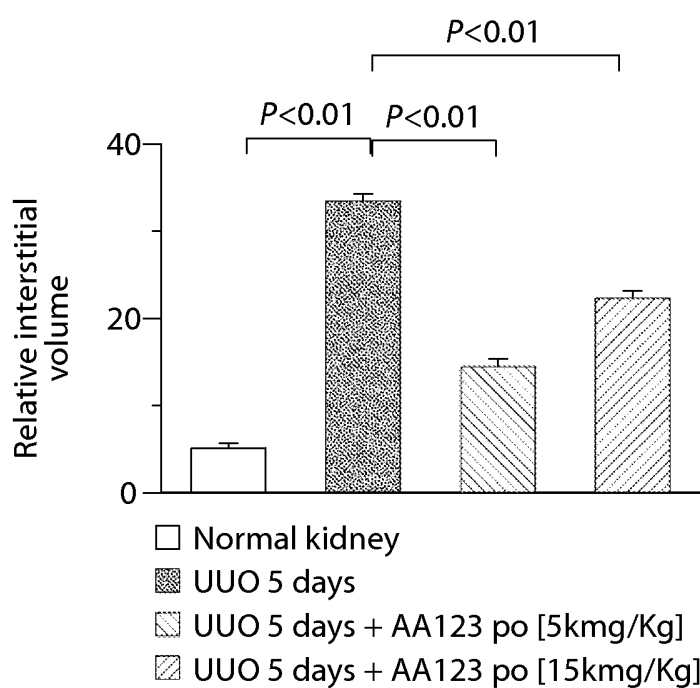 P<0.01
P<0.01 P<0.01
40
20
0
Relative interstitial
volume
Normal kidney
UUO 5 days
UUO 5 days + AA123 po [5kmg/Kg]
UUO 5 days + AA123 po [15kmg/Kg]